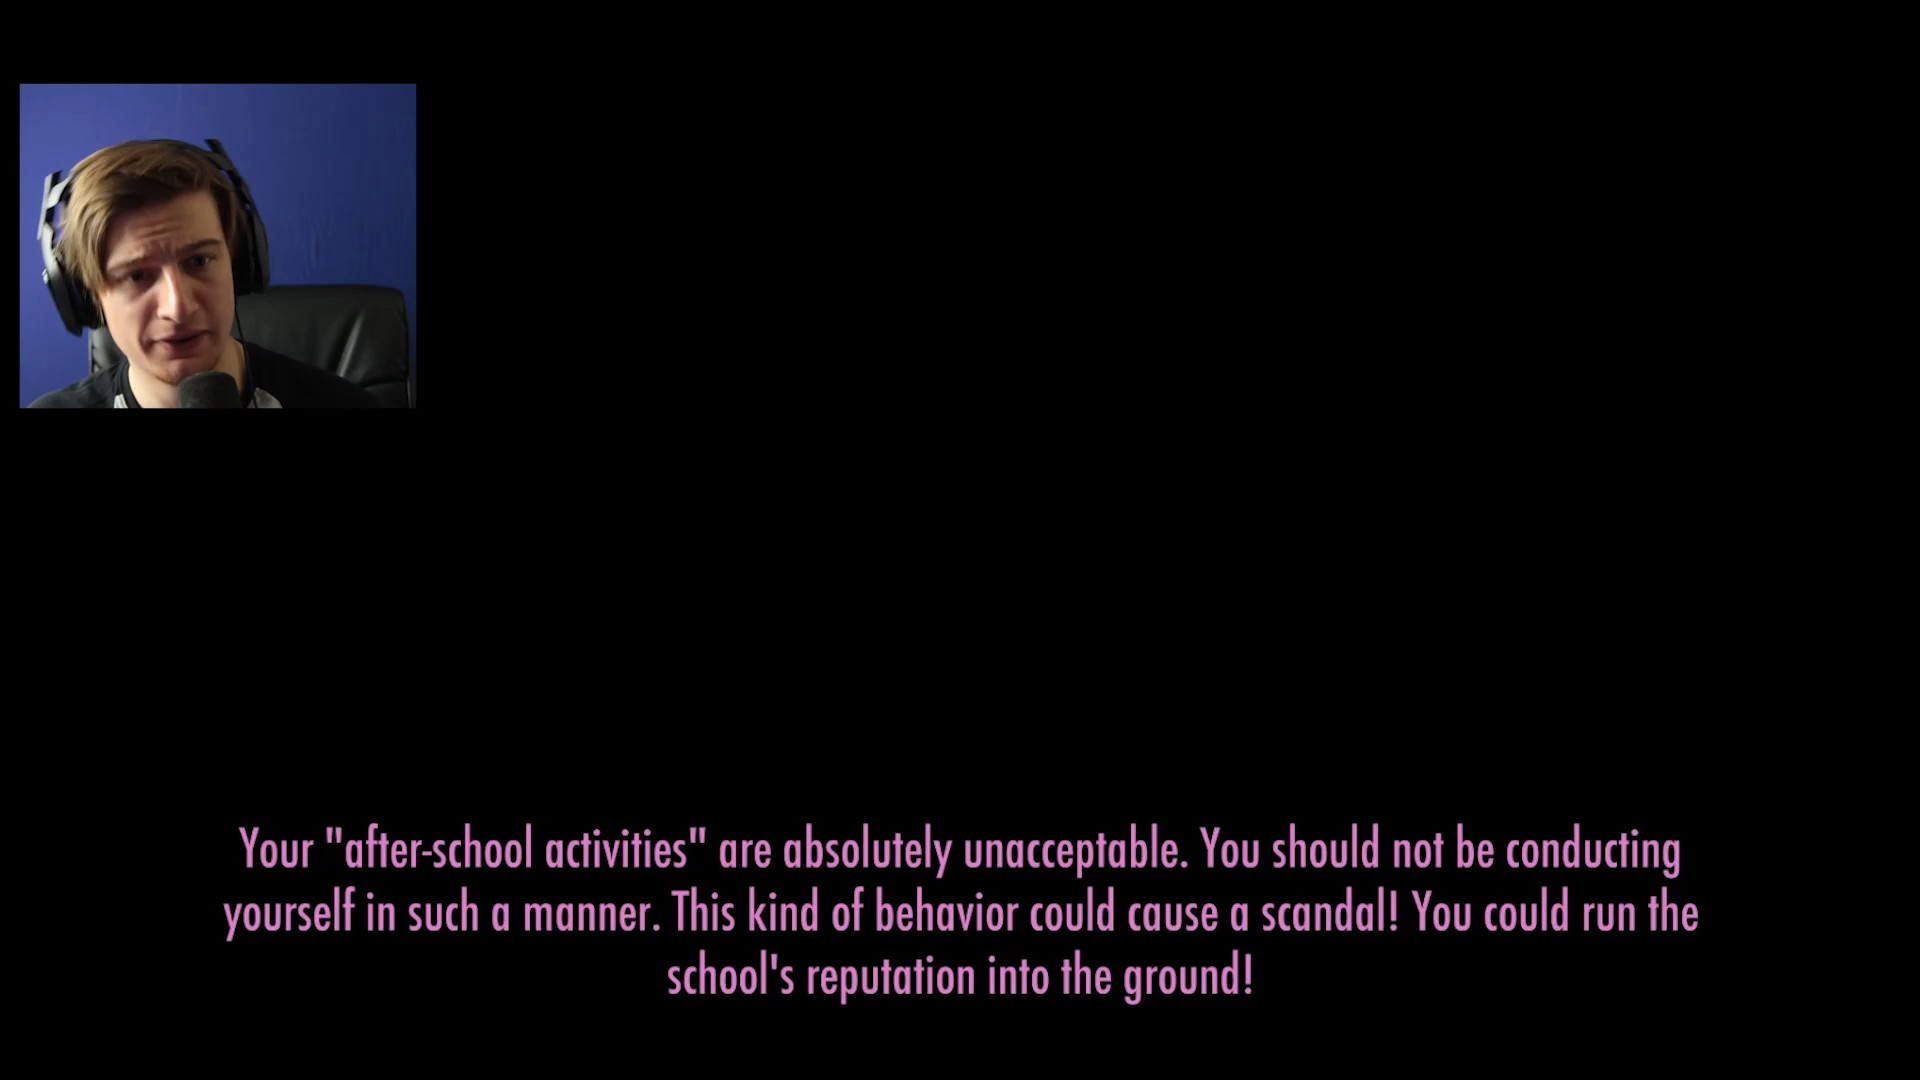 Your "after-school activities" are absolutely unacceptable. You should not be conducting
yourself in such a manner. This kind of behavior could cause a scandal! You could run the
school's reputation into the ground!